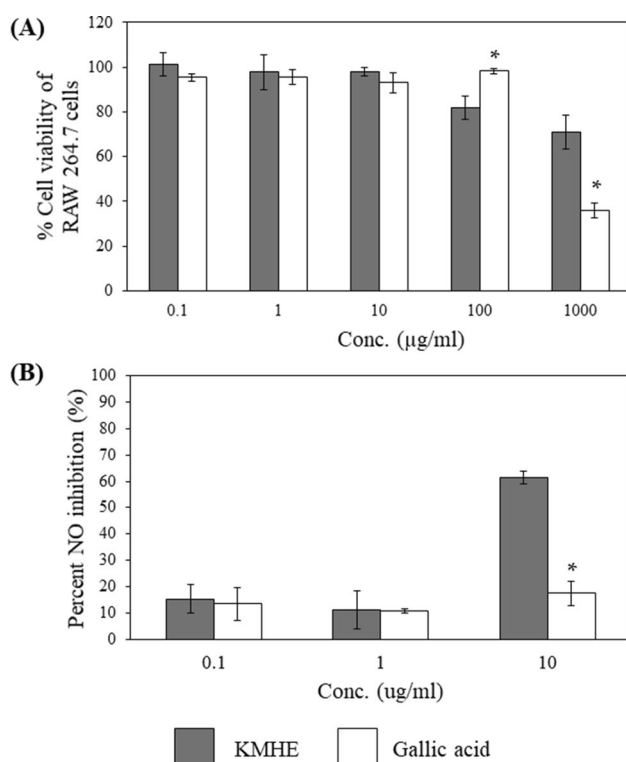 (A)
% Cell viability of
RAW 264.7 cells
120
100
80
60
40
20
0
*
*
0.1 1 10 100 1000
Conc. (µg/ml)
(B)
Percent NO inhibition (%)
100
90
80
70
60
50
40
30
20
10
0
*
0.1 1 10
Conc. (ug/ml)
KMHE Gallic acid